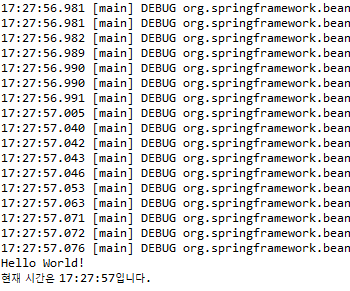 17:27:56.981 [main] DEBUG org.springframework.bean
17:27:56.981 [main] DEBUG org.springframework.bean
17:27:56.982 [main] DEBUG org.springframework.bean
17:27:56.989 [main] DEBUG org.springframework.bean
17:27:56.990 [main] DEBUG org.springframework.bean
17:27:56.990 [main] DEBUG org.springframework.bean
17:27:56.991 [main] DEBUG org.springframework.bean
17:27:57.005 [main] DEBUG org.springframework.bean
17:27:57.040 [main] DEBUG org.springframework.bean
17:27:57.042 [main] DEBUG org.springframework.bean
17:27:57.043 [main] DEBUG org.springframework.bean
17:27:57.046 [main] DEBUG org.springframework.bean
17:27:57.053 [main] DEBUG org.springframework.bean
17:27:57.063 [main] DEBUG org.springframework.bean
17:27:57.071 [main] DEBUG org.springframework.bean
17:27:57.072 [main] DEBUG org.springframework.bean
17:27:57.076 [main] DEBUG org.springframework.bean
Hello World!
현재 시간은 17:27:57입니다.